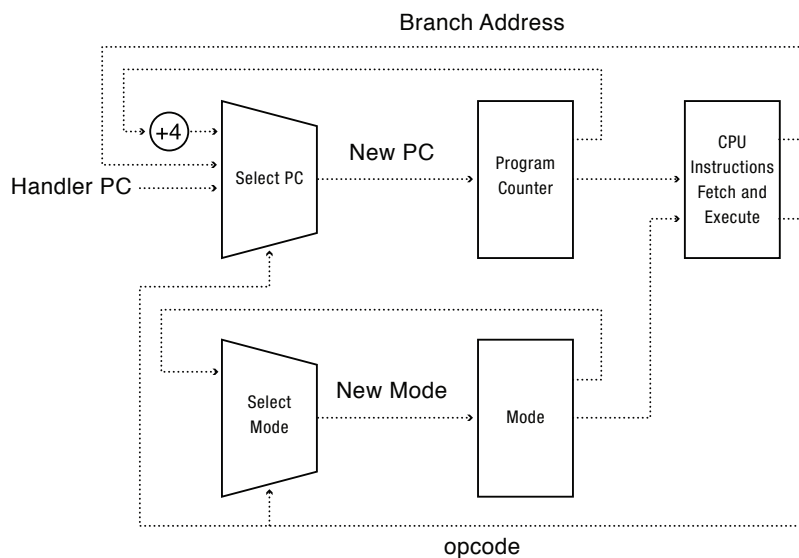 Branch Address
+4
Handler PC
Select PC
New PC
Program
Counter
CPU
Instructions
Fetch and
Execute
Select
Mode
New Mode
Mode
opcode